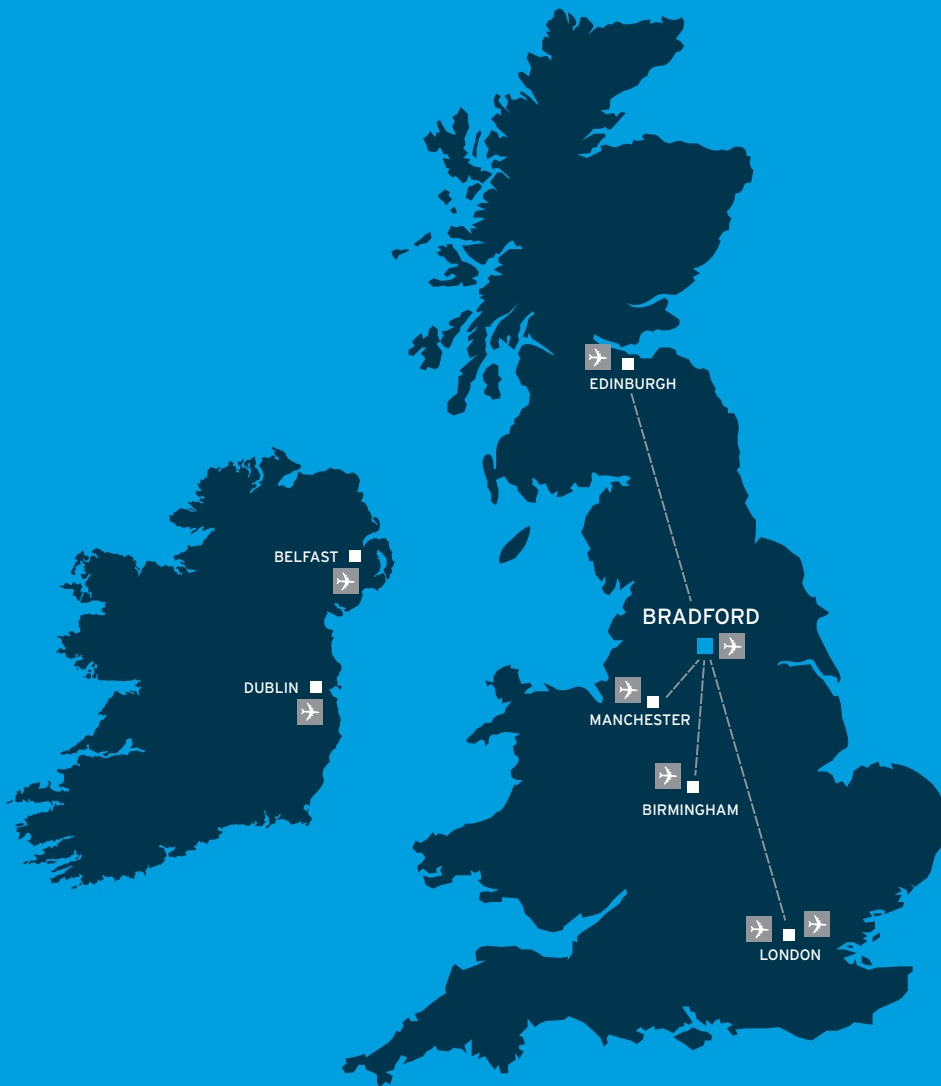 EDINBURGH
BELFAST
BRADFORD
DUBLIN
MANCHESTER
BIRMINGHAM
LONDON